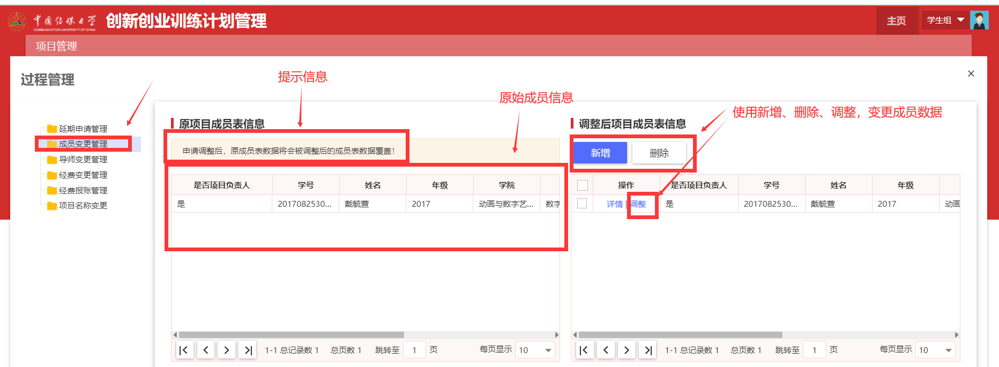 中国传媒大学
COMMUNICATION UNIVERSITY OF CHINA
创新创业训练计划管理
主页
学生组
项目管理
过程管理
提示信息
原始成员信息
使用新增、删除、调整，变更成员数据
延期申请管理
成员变更管理
导师变更管理
经费变更管理
经费报账管理
项目名称变更
原项目成员表信息
申请调整后，原成员表数据将会被调整后的成员表数据覆盖！
是否项目负责人 学号 姓名 年级 学院
是 2017082530... 戴毓萱 2017 动画与数字艺... 数字
1-1 总记录数 1 总页数 1 跳转至 1 页 每页显示 10
调整后项目成员表信息
新增 删除
操作 是否项目负责人 学号 姓名 年级
详情 | 调整 是 2017082530... 戴毓萱 2017 动画
1-1 总记录数 1 总页数 1 跳转至 1 页 每页显示 10